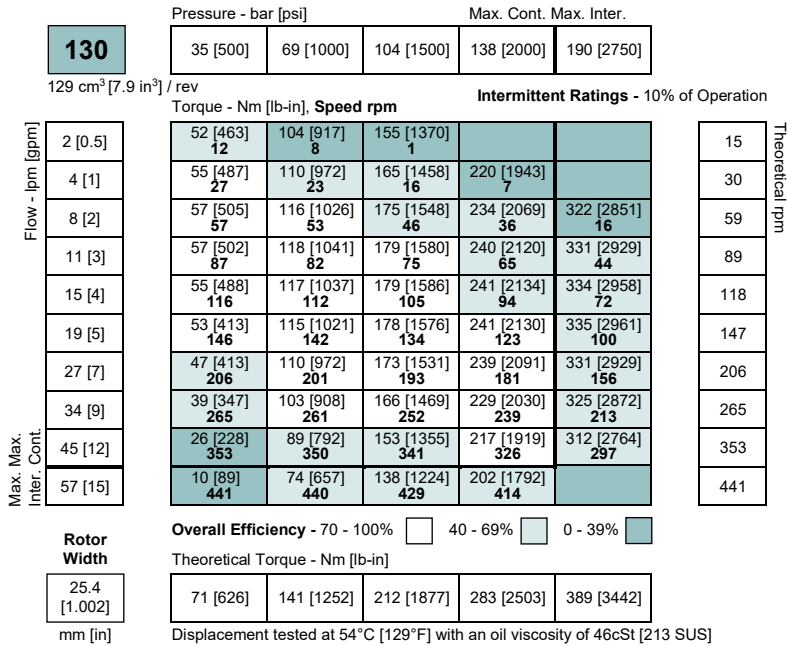 Pressure - bar [psi] Max. Cont. Max. Inter.
130 35 [500] 69 [1000] 104 [1500] 138 [2000] 190 [2750]
129 cm³ [7.9 in³] / rev
Intermittent Ratings - 10% of Operation
Torque - Nm [lb-in], Speed rpm
Flow - lpm [gpm]
Theoretical rpm
2 [0.5] 52 [463] 104 [917] 155 [1370] 15
12 8 1
4 [1] 55 [487] 110 [972] 165 [1458] 220 [1943] 30
27 23 16 7
8 [2] 57 [505] 116 [1026] 175 [1548] 234 [2069] 322 [2851] 59
57 53 46 36 16
11 [3] 57 [502] 118 [1041] 179 [1580] 240 [2120] 331 [2929] 89
87 82 75 65 44
15 [4] 55 [488] 117 [1037] 179 [1586] 241 [2134] 334 [2958] 118
116 112 105 94 72
19 [5] 53 [413] 115 [1021] 178 [1576] 241 [2130] 335 [2961] 147
146 142 134 123 100
27 [7] 47 [413] 110 [972] 173 [1531] 239 [2091] 331 [2929] 206
206 201 193 181 156
34 [9] 39 [347] 103 [908] 166 [1469] 229 [2030] 325 [2872] 265
265 261 252 239 213
Max. Cont.
45 [12] 26 [228] 89 [792] 153 [1355] 217 [1919] 312 [2764] 353
353 350 341 326 297
Max. Inter.
57 [15] 10 [89] 74 [657] 138 [1224] 202 [1792] 441
441 440 429 414
Overall Efficiency - 70 - 100% 40 - 69% 0 - 39%
Rotor
Width
Theoretical Torque - Nm [lb-in]
25.4
[1.002]
71 [626] 141 [1252] 212 [1877] 283 [2503] 389 [3442]
mm [in]
Displacement tested at 54°C [129°F] with an oil viscosity of 46cSt [213 SUS]